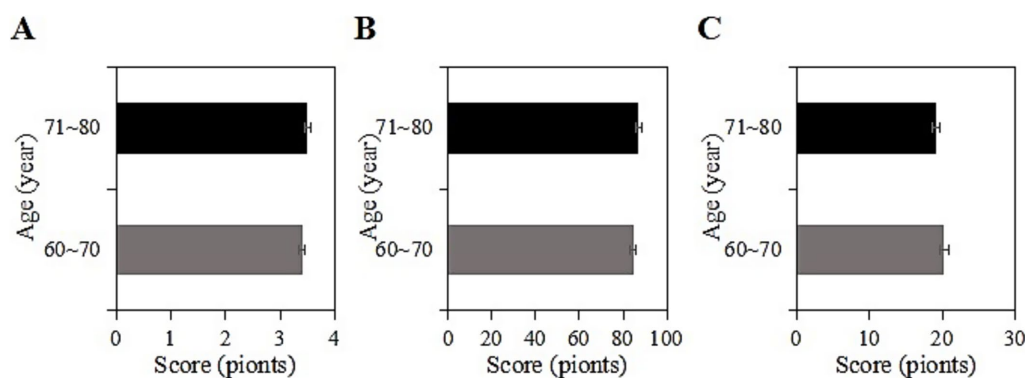 A
Age (year)
71~80
60~70
0 1 2 3 4
Score (pionts)
B
Age (year)
71~80
60~70
0 20 40 60 80 100
Score (pionts)
C
Age (year)
71~80
60~70
0 10 20 30
Score (pionts)